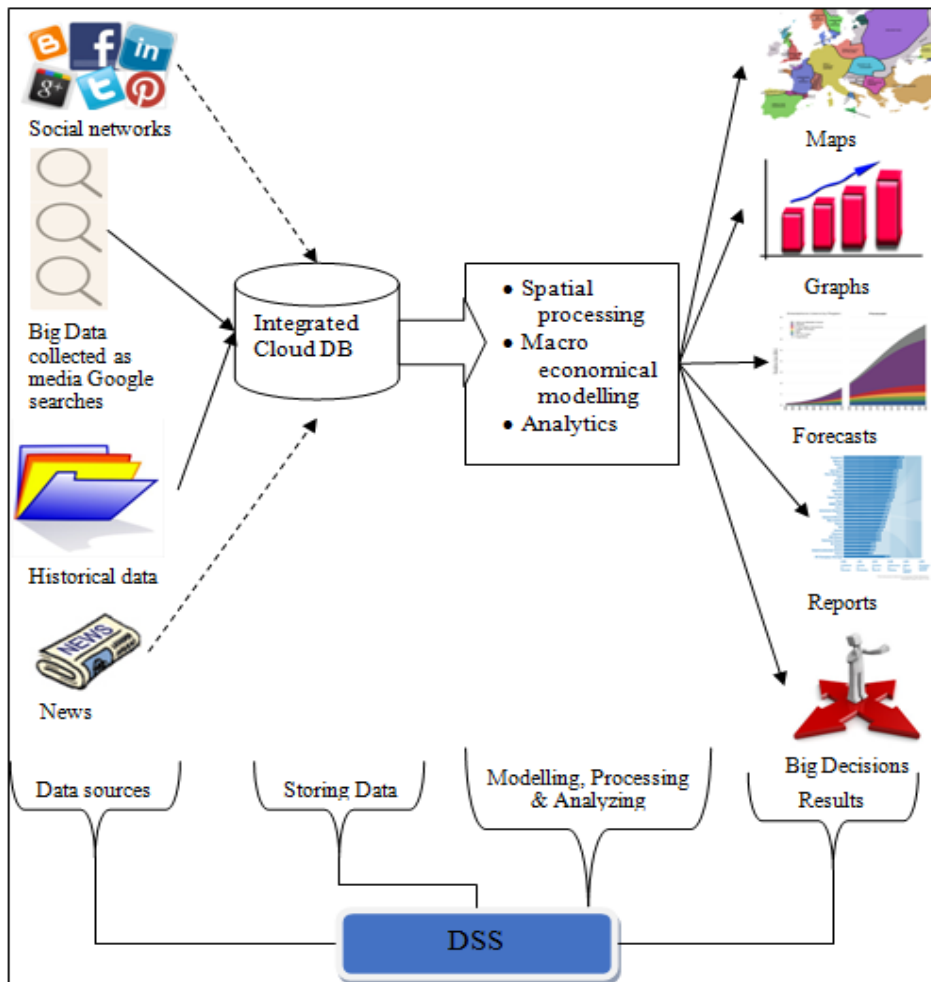 Social networks
Big Data
collected as
media Google
searches
Historical data
NEWS
News
Integrated
Cloud DB
• Spatial
processing
• Macro
economical
modelling
• Analytics
Maps
Graphs
Forecasts
Reports
Big Decisions
Data sources
Storing Data
Modelling, Processing
& Analyzing
Results
DSS